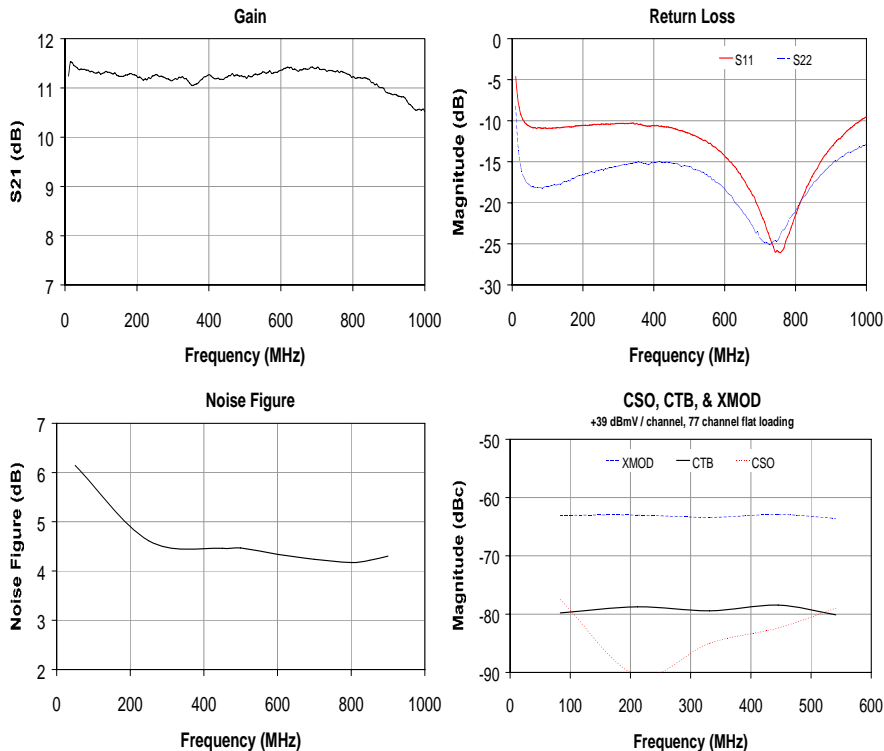 Gain
12
11
10
9
11
8
7
S21 (dB)
0 200 400 600 800 1000
Frequency (MHz)
Return Loss
0
-5
-10
-15
-20
-25
-30
Magnitude (dB)
S11 S22
0 200 400 600 800 1000
Frequency (MHz)
Noise Figure
7
6
5
4
3
2
Noise Figure (dB)
0 200 400 600 800 1000
Frequency (MHz)
CSO, CTB, & XMOD
+39 dBmV / channel, 77 channel flat loading
-50
-60
-70
-80
-90
Magnitude (dBc)
XMOD CTB CSO
0 100 200 300 400 500 600
Frequency (MHz)